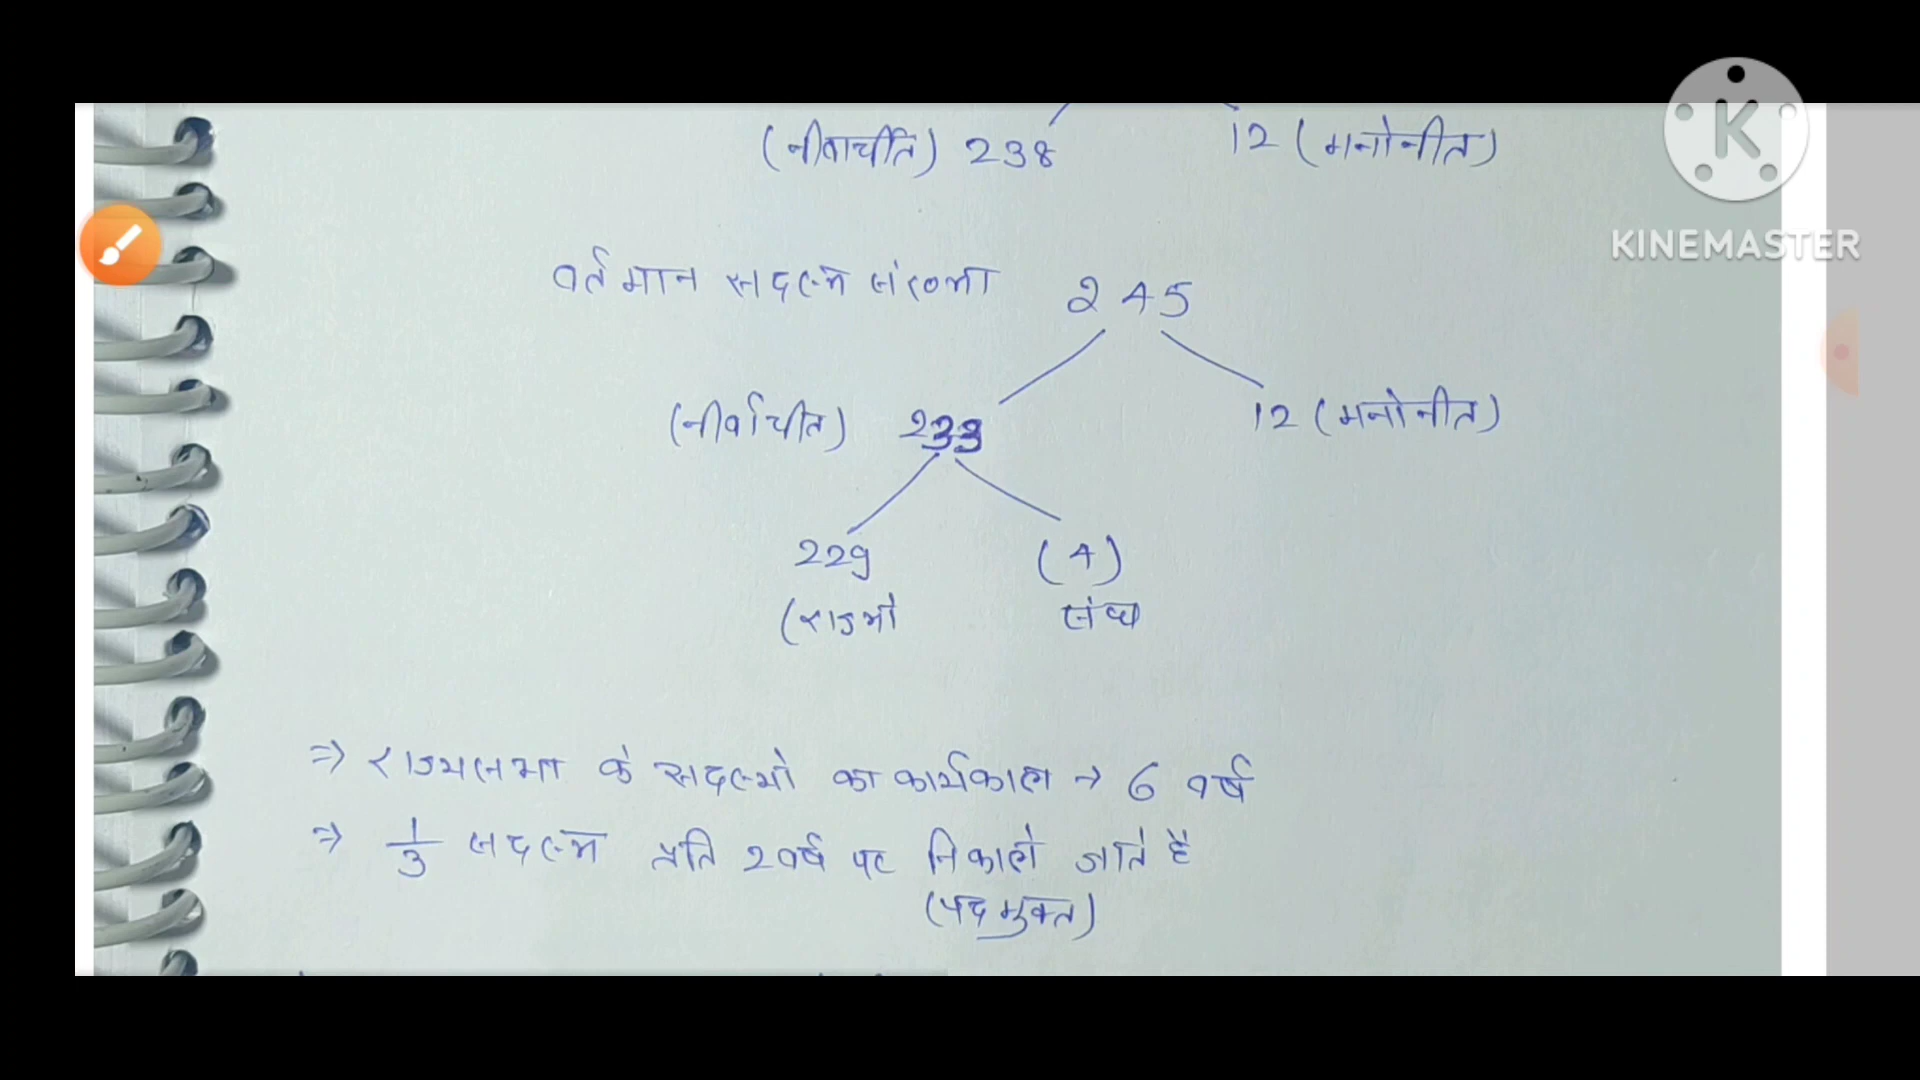 (नीर्वाचीत) 238
12 (मनोनीत)
KINEMASTER
वर्तमान सदस्य संख्या 245
(नीर्वाचीत) 233
12 (मनोनीत)
229
(4)
(राज्यो
संघ
⇒ राज्यसभा के सदस्यो का कार्यकाल → 6 वर्ष
⇒ 1/3 सदस्य प्रति 2 वर्ष पर निकाले जाते है
(पदमुक्त)